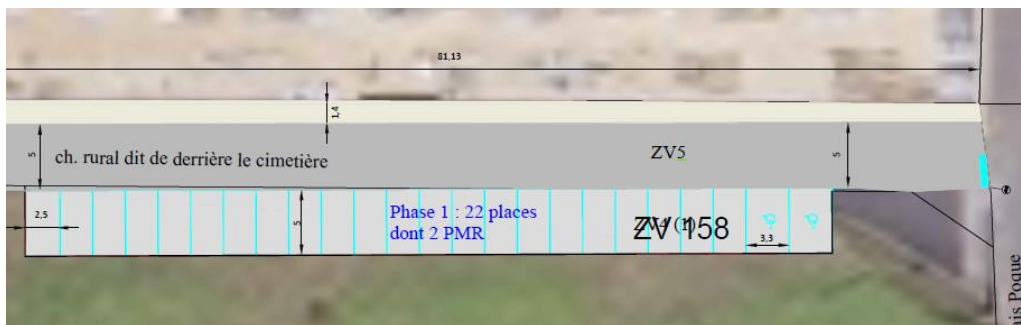 81,13
1,4
5
ch. rural dit de derrière le cimetière
ZV5
5
2,5
5
Phase 1 : 22 places
dont 2 PMR
ZV 158
3,3
is Poque